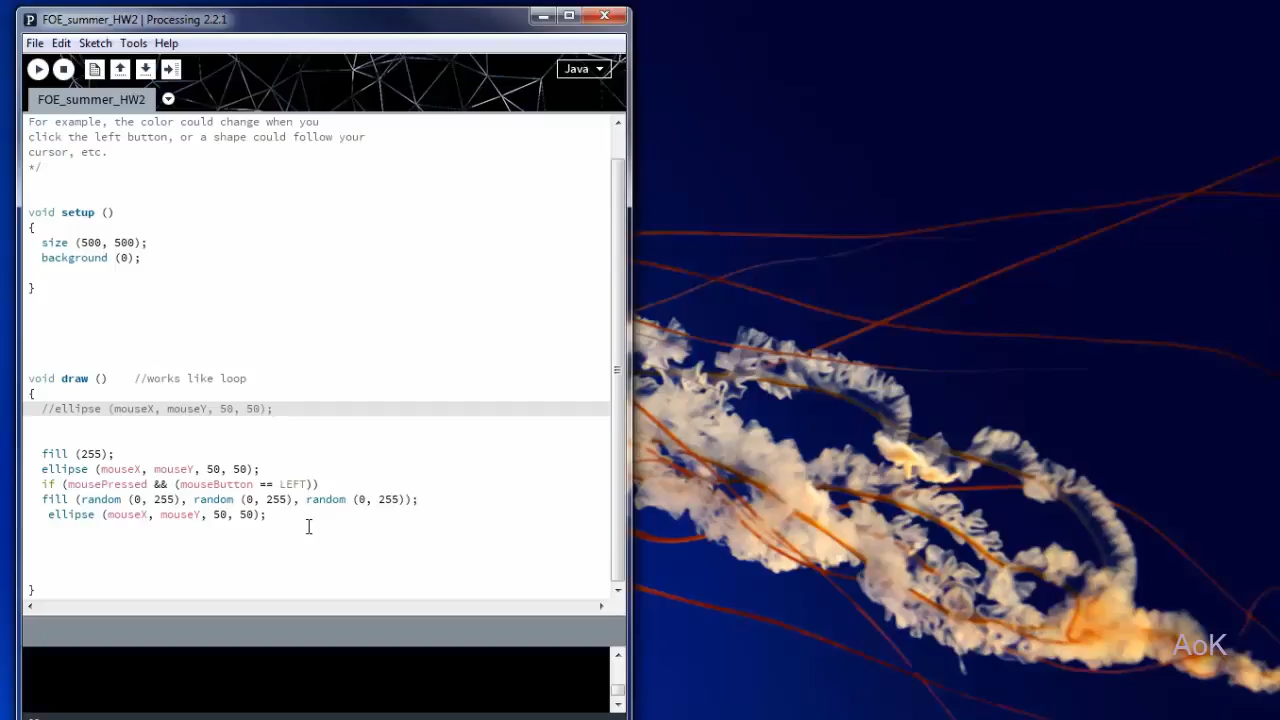 FOE_summer_HW2 | Processing 2.2.1
File Edit Sketch Tools Help
Java
FOE_summer_HW2
For example, the color could change when you
click the left button, or a shape could follow your
cursor, etc.
*/
void setup ()
{
size (500, 500);
background (0);
}
void draw () //works like loop
{
//ellipse (mouseX, mouseY, 50, 50);
fill (255);
ellipse (mouseX, mouseY, 50, 50);
if (mousePressed && (mouseButton == LEFT))
fill (random (0, 255), random (0, 255), random (0, 255));
ellipse (mouseX, mouseY, 50, 50);
}
AoK